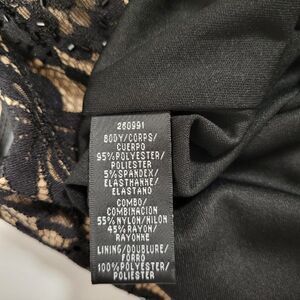 260991
BODY/CORPS/
CUERPO
95%POLYESTER/
POLIESTER
5%SPANDEX/
ELASTHANNE/
ELASTANO
COMBO/
COMBINACION
55%NYLON/NILON
45%RAYON/
RAYONNE
LINING/DOUBLURE/
FORRO
100%POLYESTER/
POLIESTER